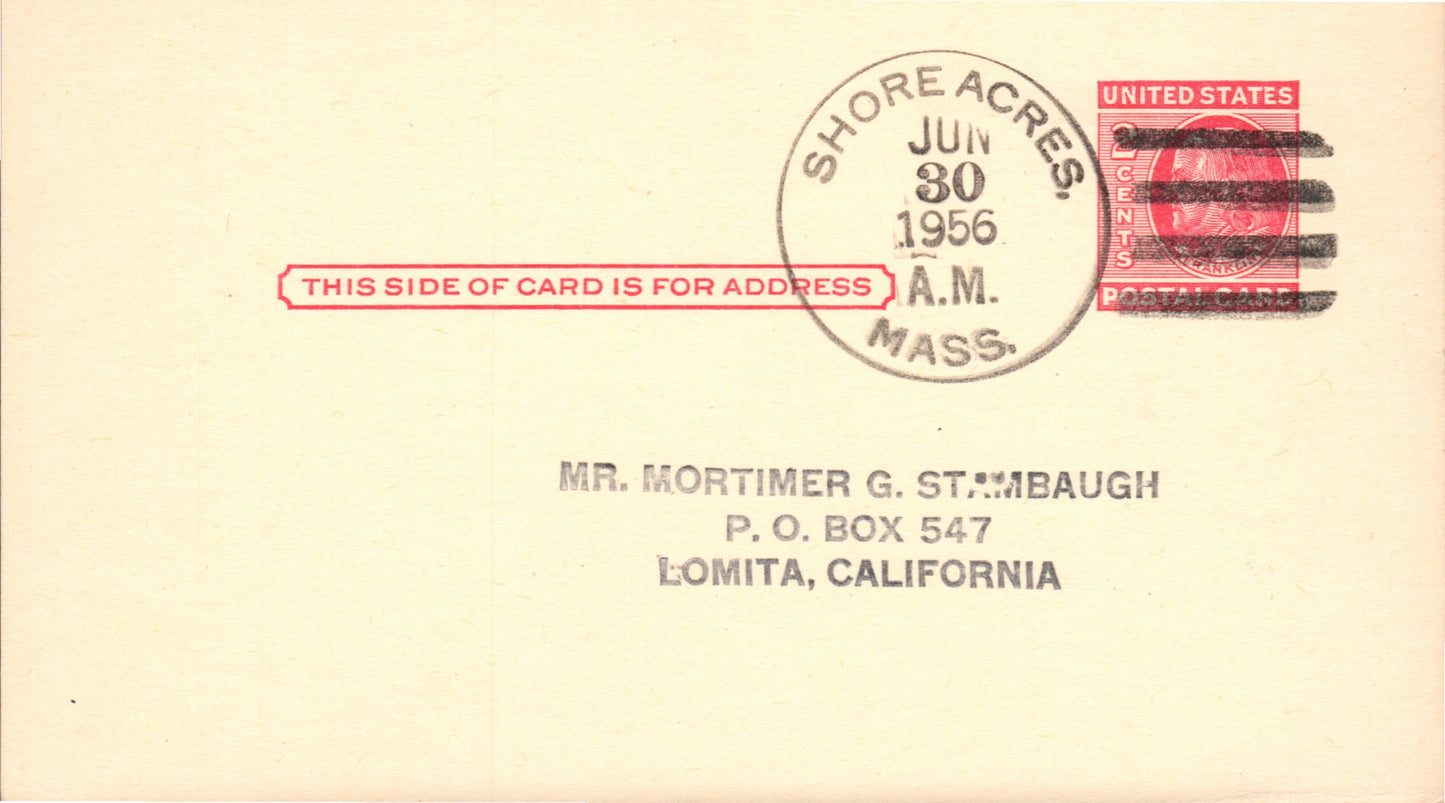 SHORE ACRES,
JUN
30
1956
A.M.
MASS.
UNITED STATES
2 CENTS
FRANKLIN
POSTAL CARD
THIS SIDE OF CARD IS FOR ADDRESS
MR. MORTIMER G. STAMBAUGH
P. O. BOX 547
LOMITA, CALIFORNIA